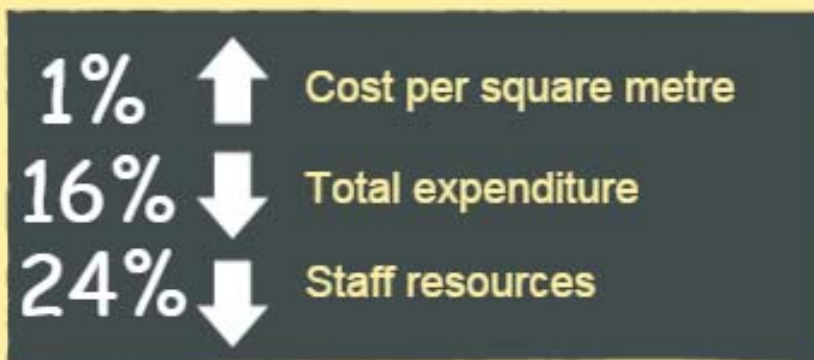 1% Cost per square metre
16% Total expenditure
24% Staff resources